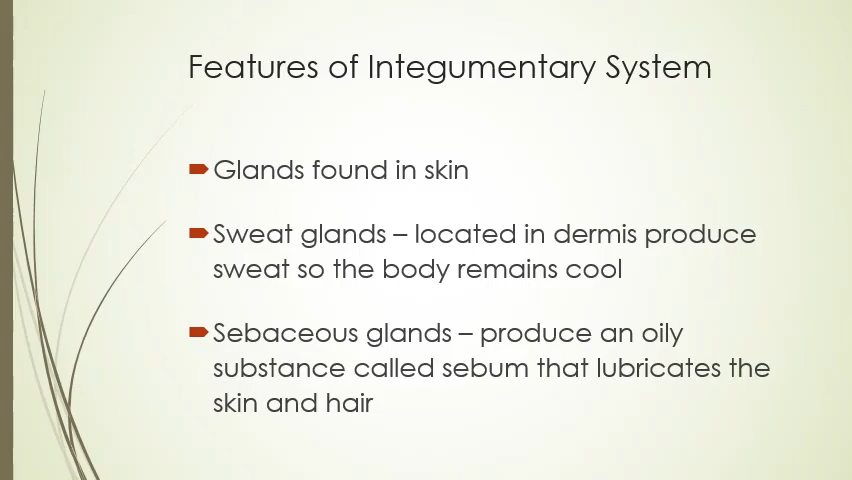 Features of Integumentary System
Glands found in skin
Sweat glands – located in dermis produce
sweat so the body remains cool
Sebaceous glands – produce an oily
substance called sebum that lubricates the
skin and hair